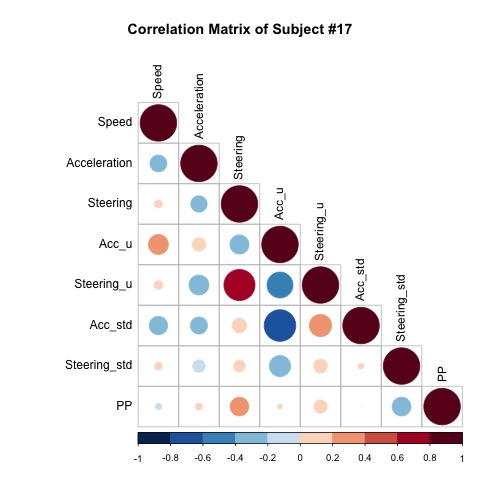 Correlation Matrix of Subject #17
Speed
Acceleration
Steering
Acc_u
Steering_u
Acc_std
Steering_std
PP
Speed
Acceleration
Steering
Acc_u
Steering_u
Acc_std
Steering_std
PP
-1 -0.8 -0.6 -0.4 -0.2 0 0.2 0.4 0.6 0.8 1